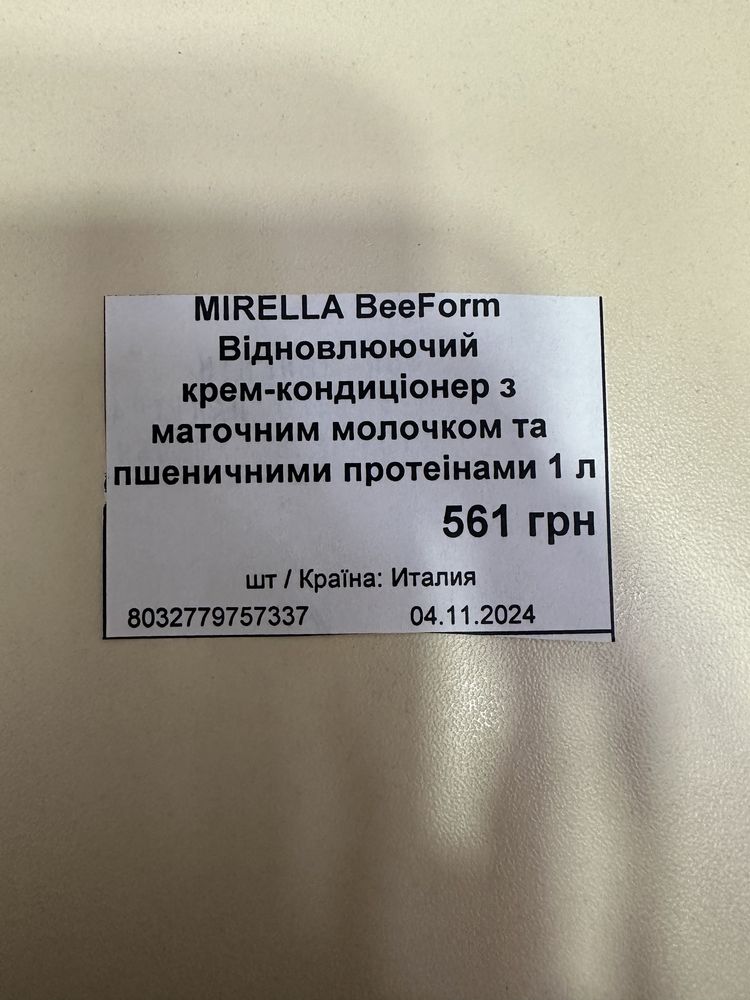 MIRELLA BeeForm
Відновлюючий
крем-кондиціонер з
маточним молочком та
пшеничними протеінами 1 л
561 грн
шт / Країна: Италия
8032779757337 04.11.2024